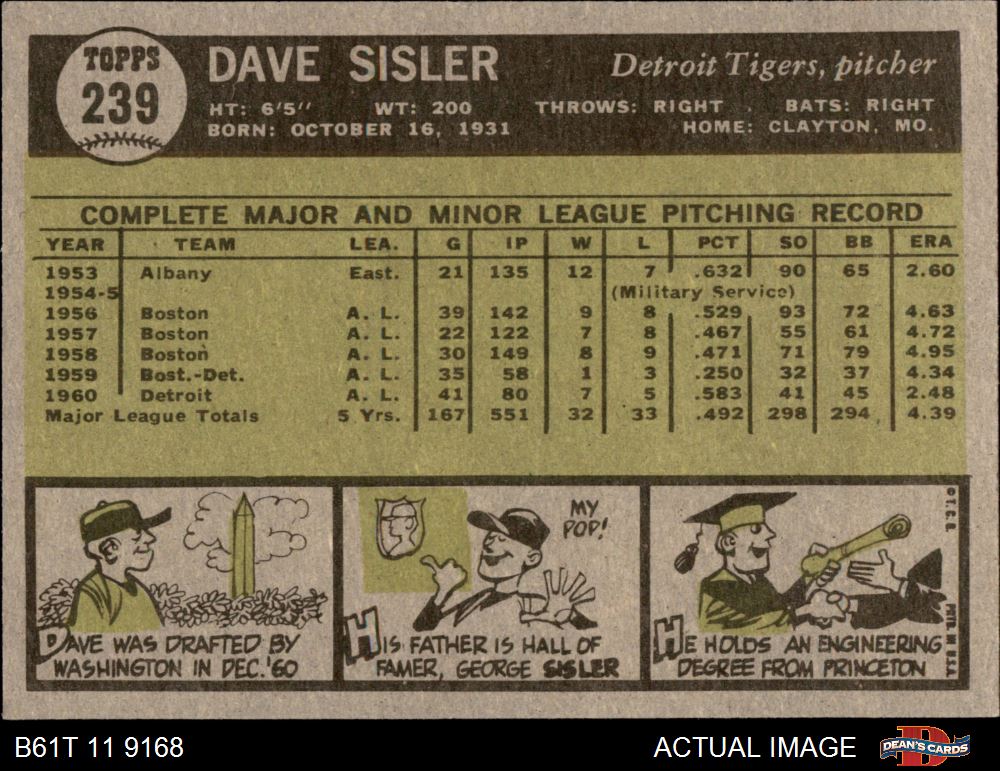 TOPPS
239
DAVE SISLER
Detroit Tigers, pitcher
HT: 6'5" WT: 200 THROWS: RIGHT . BATS: RIGHT
BORN: OCTOBER 16, 1931 HOME: CLAYTON, MO.
COMPLETE MAJOR AND MINOR LEAGUE PITCHING RECORD
YEAR TEAM LEA. G IP W L PCT SO BB ERA
1953 Albany East. 21 135 12 7 .632 90 65 2.60
1954-5 (Military Service)
1956 Boston A. L. 39 142 9 8 .529 93 72 4.63
1957 Boston A. L. 22 122 7 8 .467 55 61 4.72
1958 Boston A. L. 30 149 8 9 .471 71 79 4.95
1959 Bost.-Det. A. L. 35 58 1 3 .250 32 37 4.34
1960 Detroit A. L. 41 80 7 5 .583 41 45 2.48
Major League Totals 5 Yrs. 167 551 32 33 .492 298 294 4.39
DAVE WAS DRAFTED BY
WASHINGTON IN DEC. '60
MY
POP!
HIS FATHER IS HALL OF
FAMER, GEORGE SISLER
HE HOLDS AN ENGINEERING
DEGREE FROM PRINCETON
© T.C.G.
PRTD. IN U.S.A.
B61T 11 9168
ACTUAL IMAGE
DEAN'S CARDS